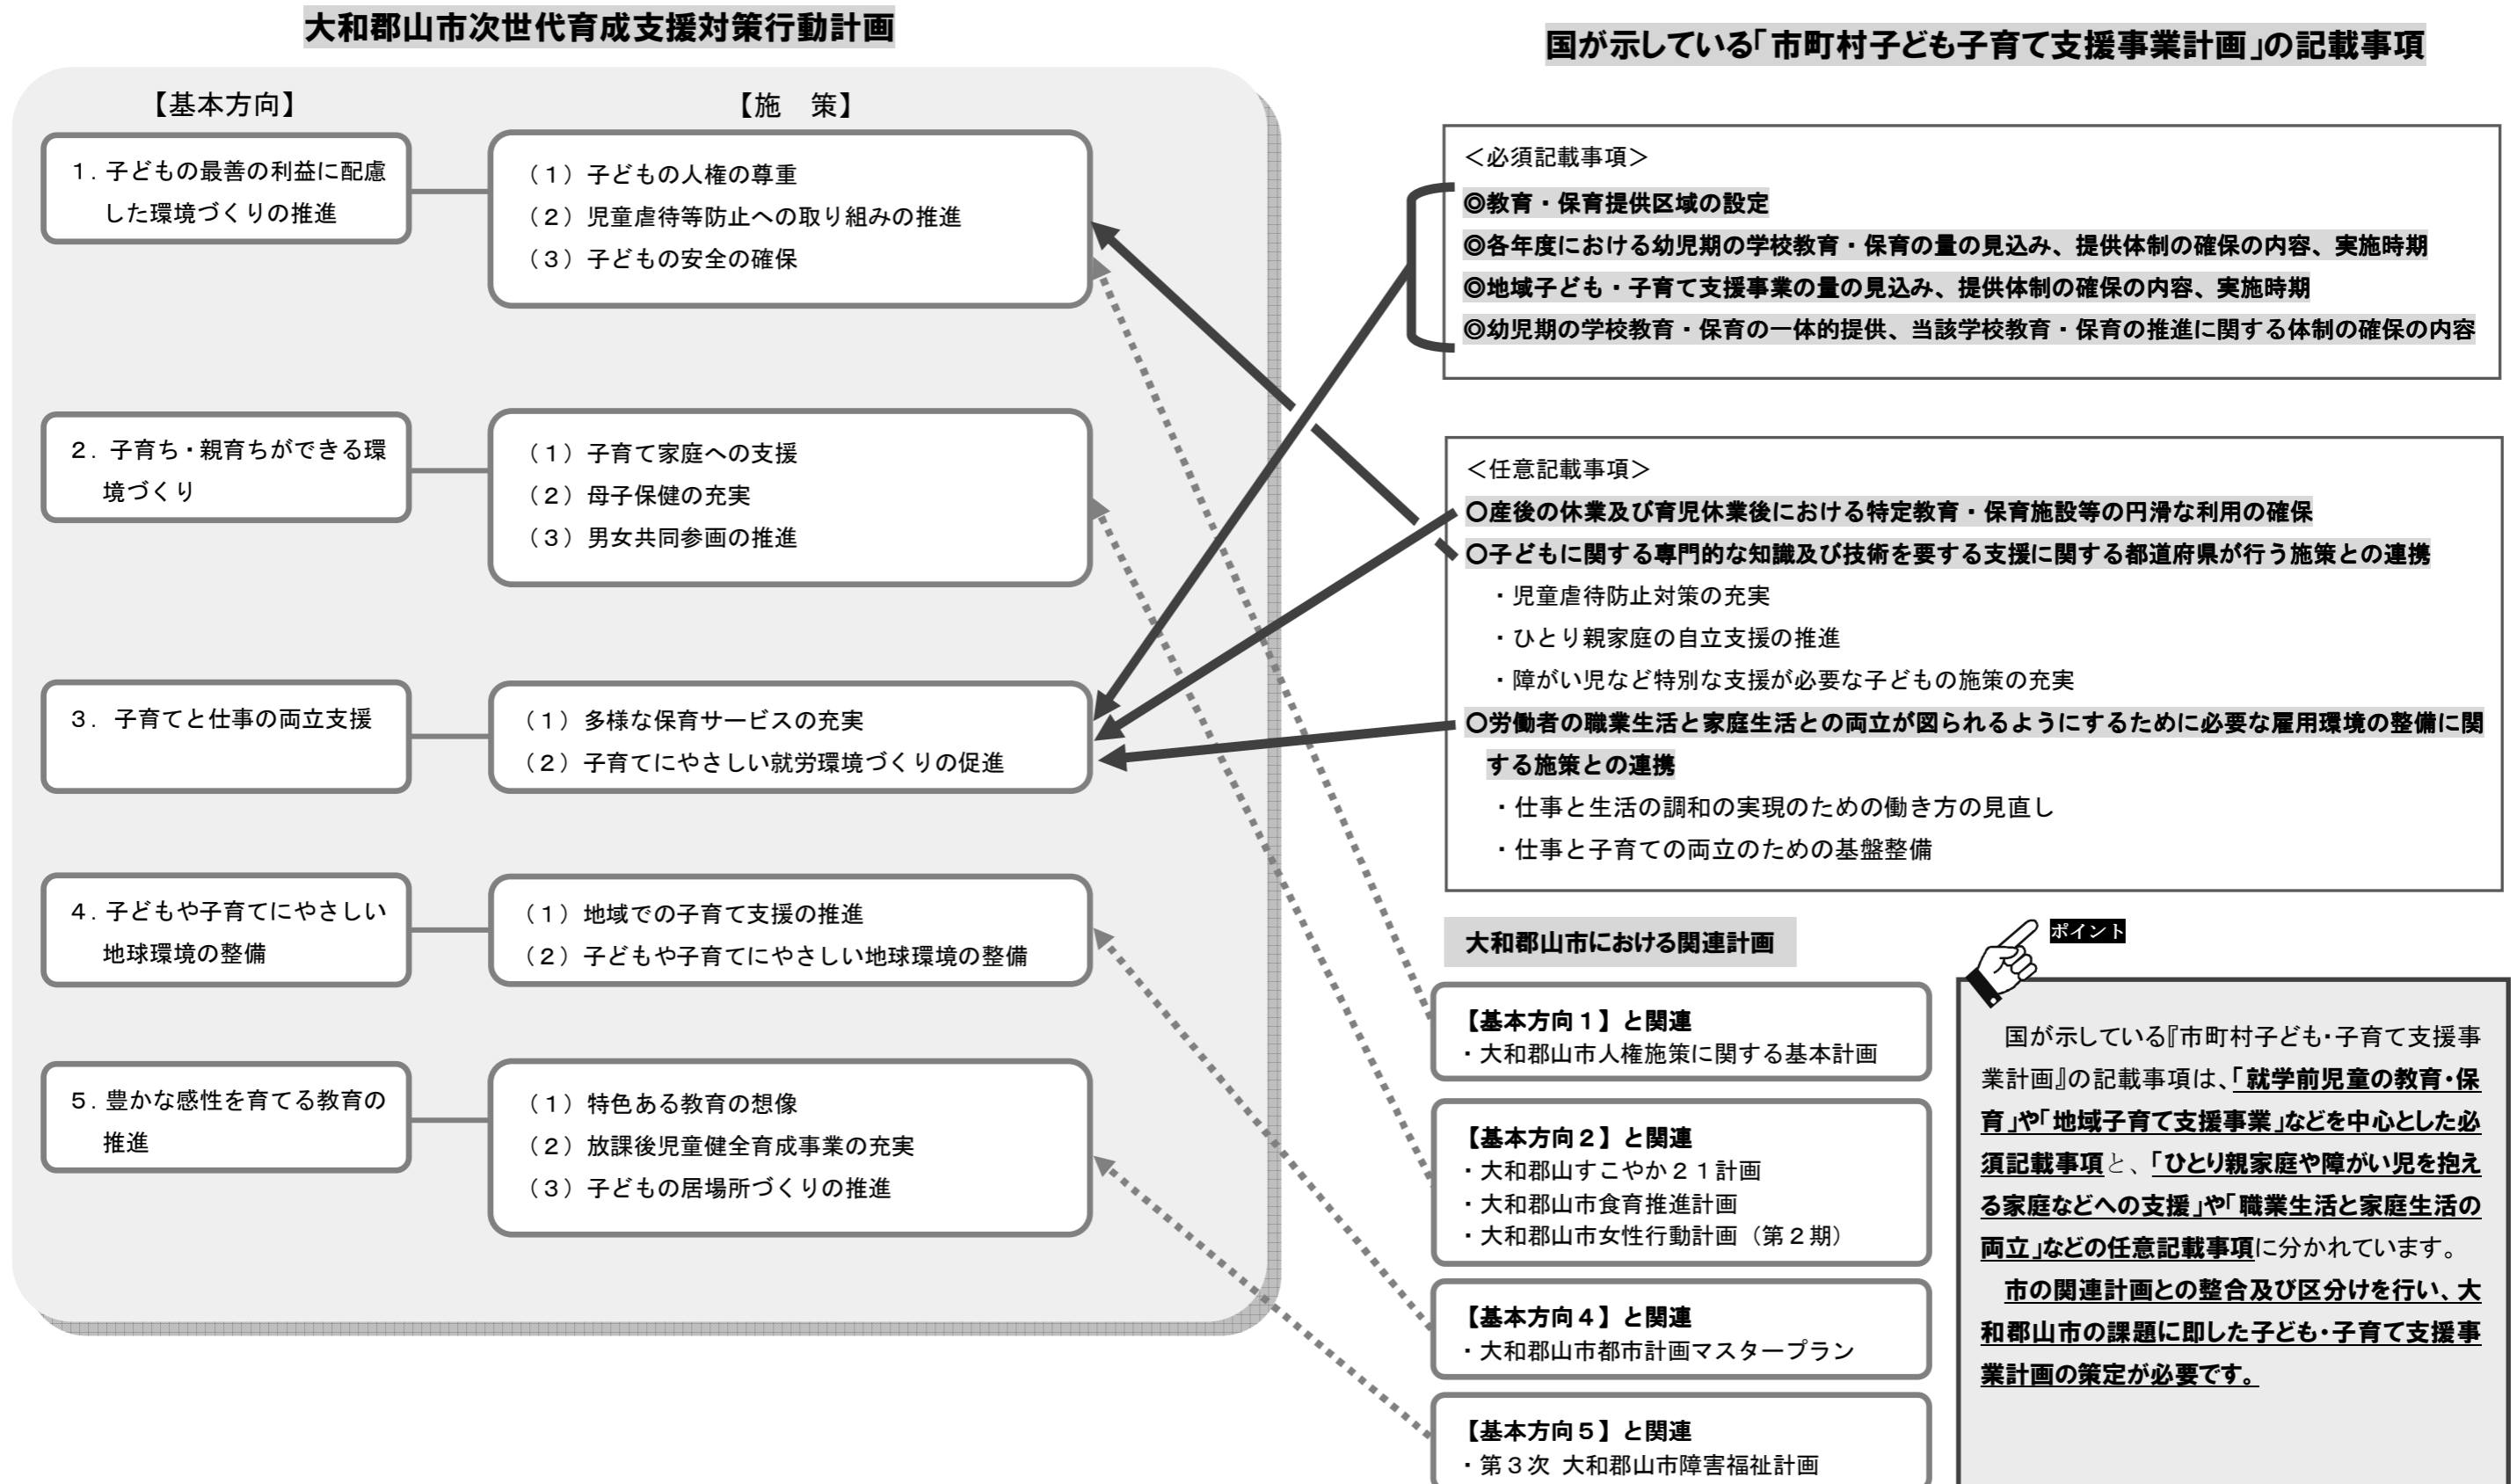 大和郡山市次世代育成支援対策行動計画
【基本方向】
【施　策】
１．子どもの最善の利益に配慮
した環境づくりの推進
（１）子どもの人権の尊重
（２）児童虐待等防止への取り組みの推進
（３）子どもの安全の確保
２．子育ち・親育ちができる環
境づくり
（１）子育て家庭への支援
（２）母子保健の充実
（３）男女共同参画の推進
３．子育てと仕事の両立支援
（１）多様な保育サービスの充実
（２）子育てにやさしい就労環境づくりの促進
４．子どもや子育てにやさしい
地球環境の整備
（１）地域での子育て支援の推進
（２）子どもや子育てにやさしい地球環境の整備
５．豊かな感性を育てる教育の
推進
（１）特色ある教育の想像
（２）放課後児童健全育成事業の充実
（３）子どもの居場所づくりの推進
国が示している「市町村子ども子育て支援事業計画」の記載事項
＜必須記載事項＞
◎教育・保育提供区域の設定
◎各年度における幼児期の学校教育・保育の量の見込み、提供体制の確保の内容、実施時期
◎地域子ども・子育て支援事業の量の見込み、提供体制の確保の内容、実施時期
◎幼児期の学校教育・保育の一体的提供、当該学校教育・保育の推進に関する体制の確保の内容
＜任意記載事項＞
〇産後の休業及び育児休業後における特定教育・保育施設等の円滑な利用の確保
〇子どもに関する専門的な知識及び技術を要する支援に関する都道府県が行う施策との連携
・児童虐待防止対策の充実
・ひとり親家庭の自立支援の推進
・障がい児など特別な支援が必要な子どもの施策の充実
〇労働者の職業生活と家庭生活との両立が図られるようにするために必要な雇用環境の整備に関
する施策との連携
・仕事と生活の調和の実現のための働き方の見直し
・仕事と子育ての両立のための基盤整備
大和郡山市における関連計画
【基本方向１】と関連
・大和郡山市人権施策に関する基本計画
【基本方向２】と関連
・大和郡山すこやか２１計画
・大和郡山市食育推進計画
・大和郡山市女性行動計画（第２期）
【基本方向４】と関連
・大和郡山市都市計画マスタープラン
【基本方向５】と関連
・第３次 大和郡山市障害福祉計画
ポイント
国が示している『市町村子ども・子育て支援事
業計画』の記載事項は、「就学前児童の教育・保
育」や「地域子育て支援事業」などを中心とした必
須記載事項と、「ひとり親家庭や障がい児を抱え
る家庭などへの支援」や「職業生活と家庭生活の
両立」などの任意記載事項に分かれています。
市の関連計画との整合及び区分けを行い、大
和郡山市の課題に即した子ども・子育て支援事
業計画の策定が必要です。